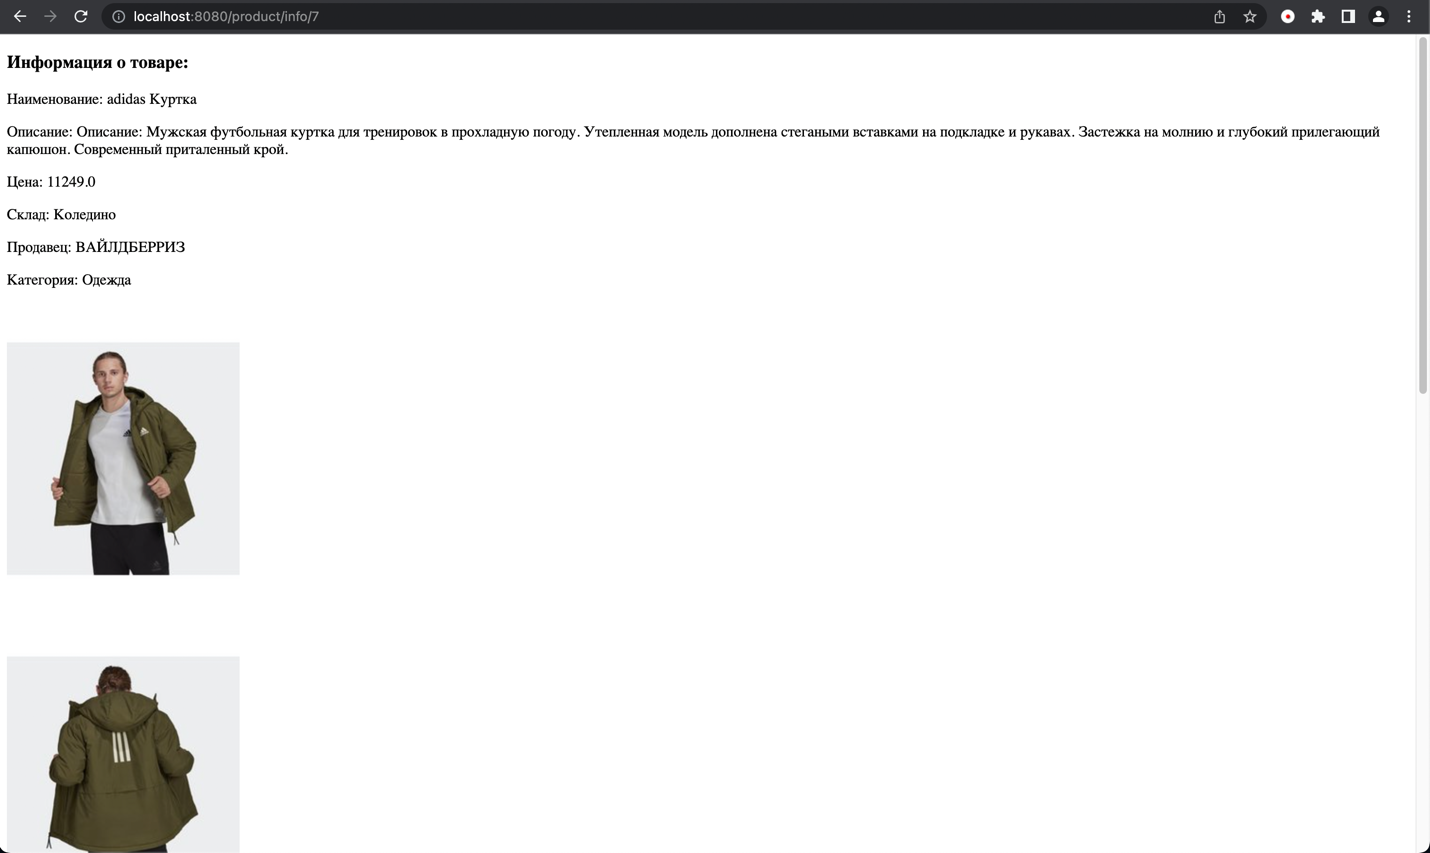 localhost:8080/product/info/7
Информация о товаре:
Наименование: adidas Куртка
Описание: Описание: Мужская футбольная куртка для тренировок в прохладную погоду. Утепленная модель дополнена стегаными вставками на подкладке и рукавах. Застежка на молнию и глубокий прилегающий
капюшон. Современный приталенный крой.
Цена: 11249.0
Склад: Коледино
Продавец: ВАЙЛДБЕРРИЗ
Категория: Одежда